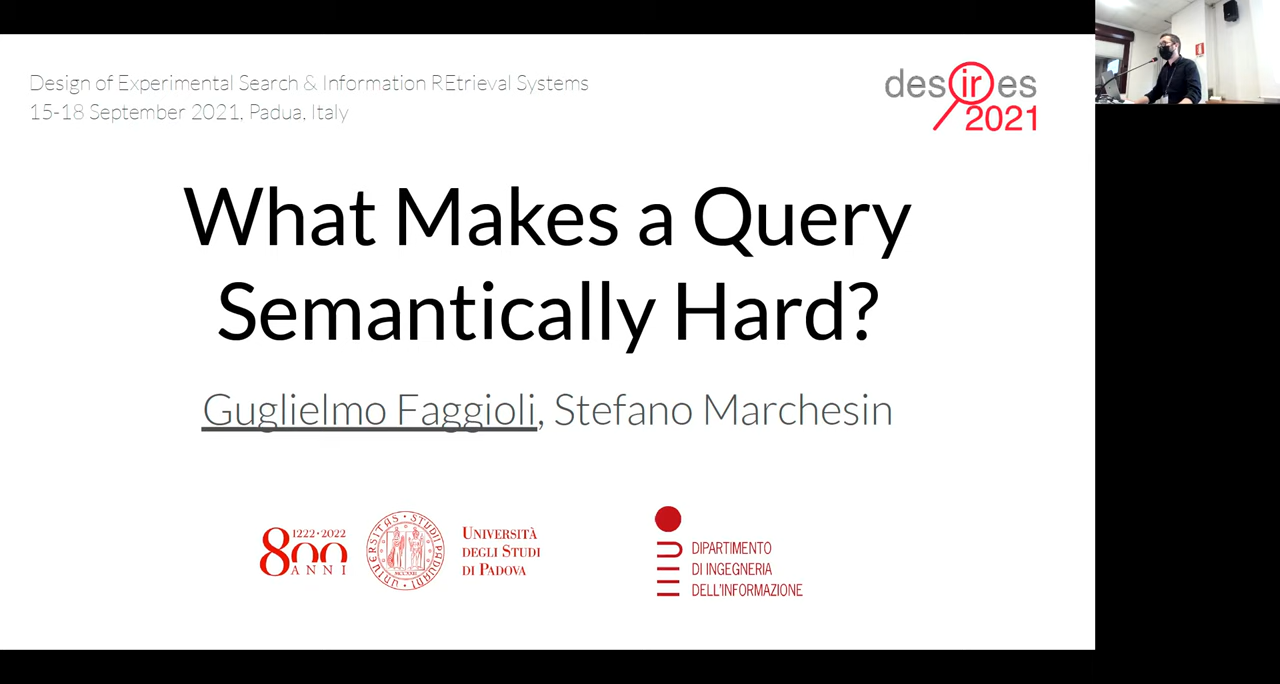 Design of Experimental Search & Information REtrieval Systems
15-18 September 2021, Padua, Italy
desires
2021
What Makes a Query
Semantically Hard?
Guglielmo Faggioli, Stefano Marchesin
1222·2022
800
ANNI
UNIVERSITÀ
DEGLI STUDI
DI PADOVA
DIPARTIMENTO
DI INGEGNERIA
DELL'INFORMAZIONE